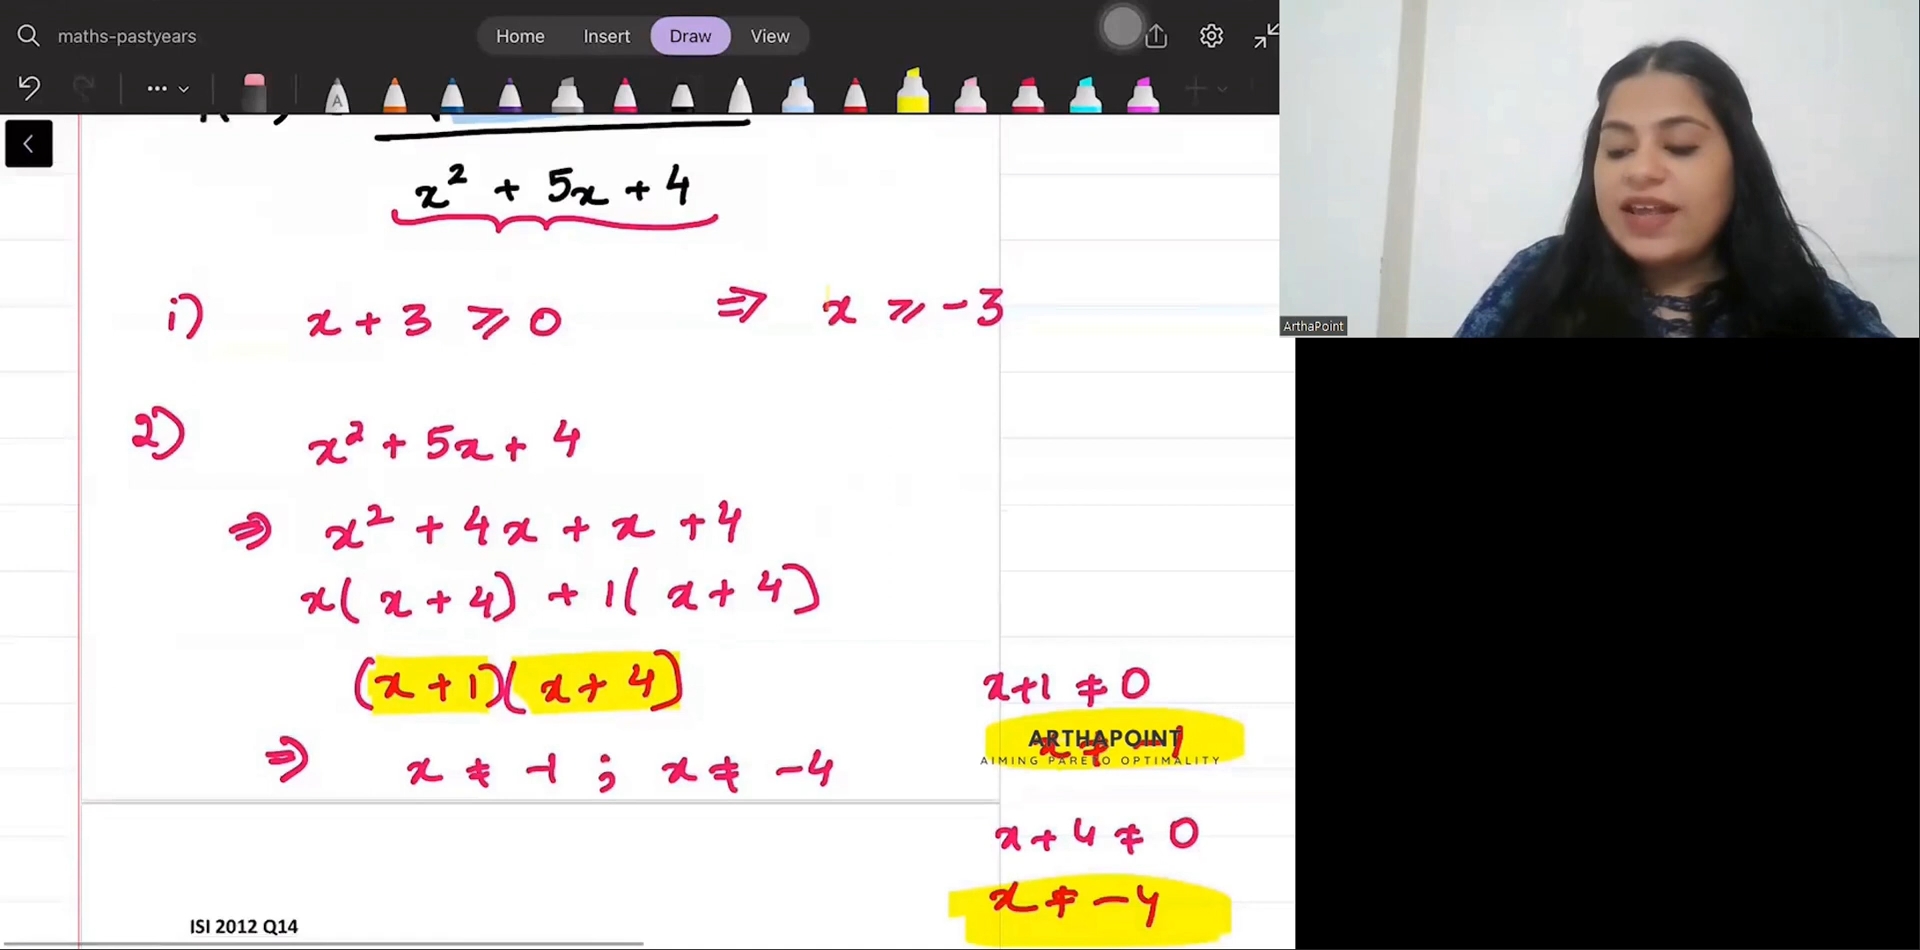 maths-pastyears
Home Insert Draw View
x² + 5x + 4
i) x + 3 ≥ 0 ⇒ x ≥ -3
2) x² + 5x + 4
⇒ x² + 4x + x + 4
x( x + 4) + 1( x + 4)
(x + 1)( x + 4)
x+1 ≠ 0
x ≠ -1
ARTHAPOINT
AIMING PARETO OPTIMALITY
⇒ x ≠ -1 ; x ≠ -4
x + 4 ≠ 0
x ≠ -4
ISI 2012 Q14
ArthaPoint